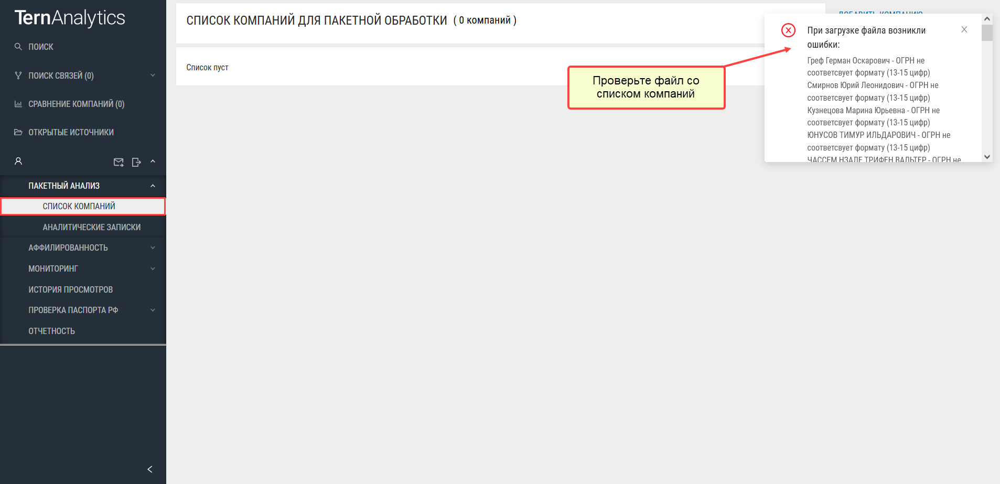 TernAnalytics
ПОИСК
ПОИСК СВЯЗЕЙ (0)
СРАВНЕНИЕ КОМПАНИЙ (0)
ОТКРЫТЫЕ ИСТОЧНИКИ
ПАКЕТНЫЙ АНАЛИЗ
СПИСОК КОМПАНИЙ
АНАЛИТИЧЕСКИЕ ЗАПИСКИ
АФФИЛИРОВАННОСТЬ
МОНИТОРИНГ
ИСТОРИЯ ПРОСМОТРОВ
ПРОВЕРКА ПАСПОРТА РФ
ОТЧЕТНОСТЬ
СПИСОК КОМПАНИЙ ДЛЯ ПАКЕТНОЙ ОБРАБОТКИ ( 0 компаний )
Список пуст
Проверьте файл со
списком компаний
ДОБАВИТЬ КОМПАНИЮ
При загрузке файла возникли
ошибки:
Греф Герман Оскарович - ОГРН не
соответсвует формату (13-15 цифр)
Смирнов Юрий Леонидович - ОГРН не
соответсвует формату (13-15 цифр)
Кузнецова Марина Юрьевна - ОГРН не
соответсвует формату (13-15 цифр)
ЮНУСОВ ТИМУР ИЛЬДАРОВИЧ - ОГРН не
соответсвует формату (13-15 цифр)
ЧАССЕМ НЗАЛЕ ТРИФЕН ВАЛЬТЕР - ОГРН не